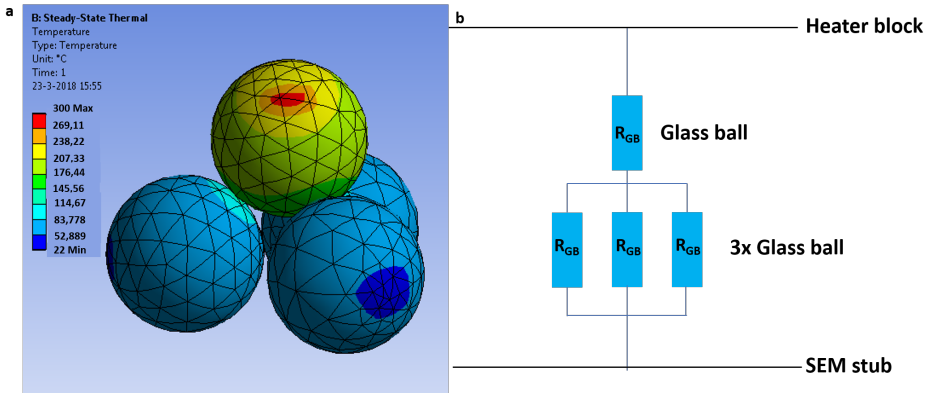 a
B: Steady-State Thermal
Temperature
Type: Temperature
Unit: °C
Time: 1
23-3-2018 15:55
300 Max
269,11
238,22
207,33
176,44
145,56
114,67
83,778
52,889
22 Min
b
Heater block
RGB
Glass ball
RGB
RGB
RGB
3x Glass ball
SEM stub